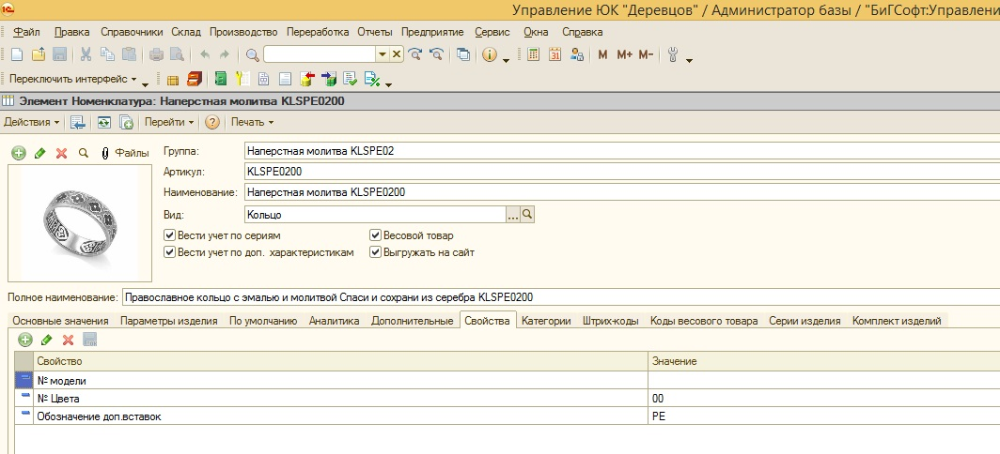 Управление ЮК "Деревцов" / Администратор базы / "БиГСофт:Управлени
Файл Правка Справочники Склад Производство Переработка Отчеты Предприятие Сервис Окна Справка
M M+ M-
Переключить интерфейс
Элемент Номенклатура: Наперстная молитва KLSPE0200
Действия Перейти Печать
Файлы
Группа: Наперстная молитва KLSPE02
Артикул: KLSPE0200
Наименование: Наперстная молитва KLSPE0200
Вид: Кольцо
Вести учет по сериям Весовой товар
Вести учет по доп. характеристикам Выгружать на сайт
Полное наименование: Православное кольцо с эмалью и молитвой Спаси и сохрани из серебра KLSPE0200
Основные значения Параметры изделия По умолчанию Аналитика Дополнительные Свойства Категории Штрих-коды Коды весового товара Серии изделия Комплект изделий
Свойство Значение
№ модели
№ Цвета 00
Обозначение доп.вставок PE